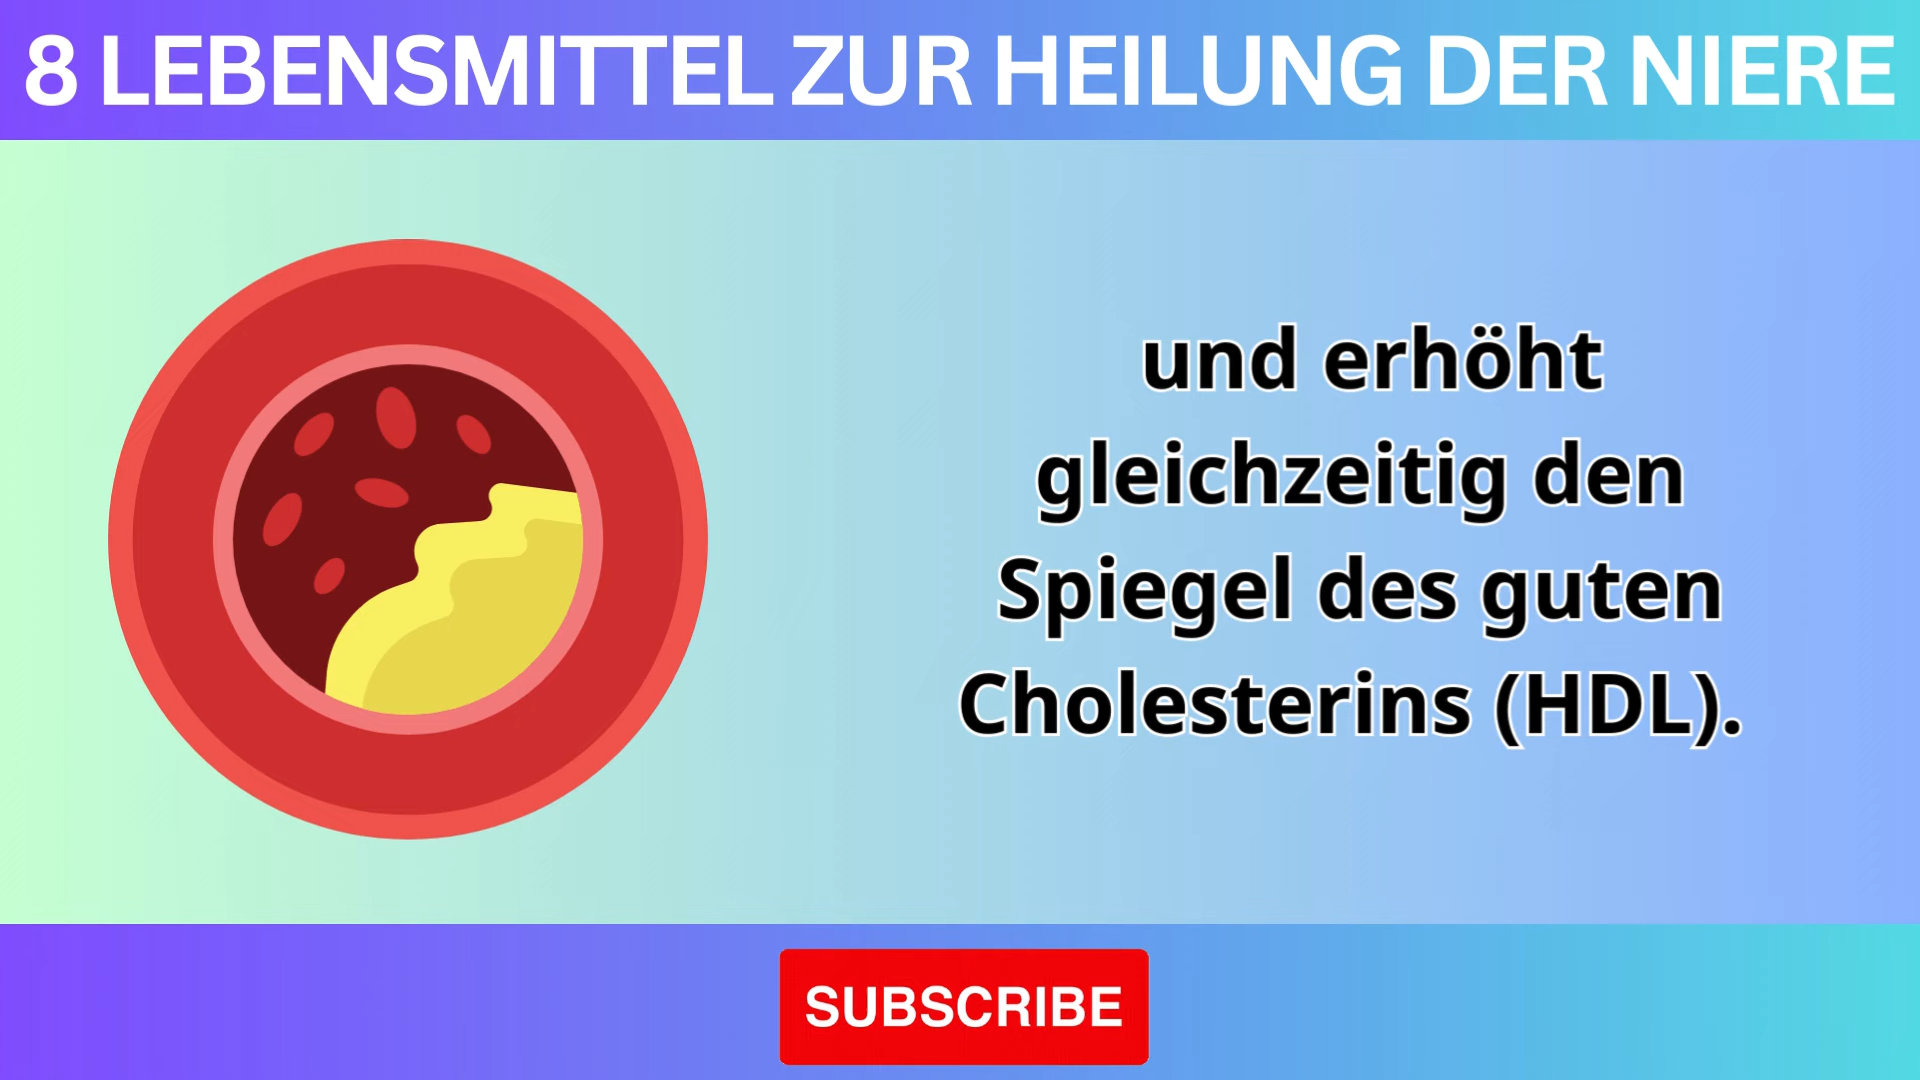 8 LEBENSMITTEL ZUR HEILUNG DER NIERE
und erhöht
gleichzeitig den
Spiegel des guten
Cholesterins (HDL).
SUBSCRIBE